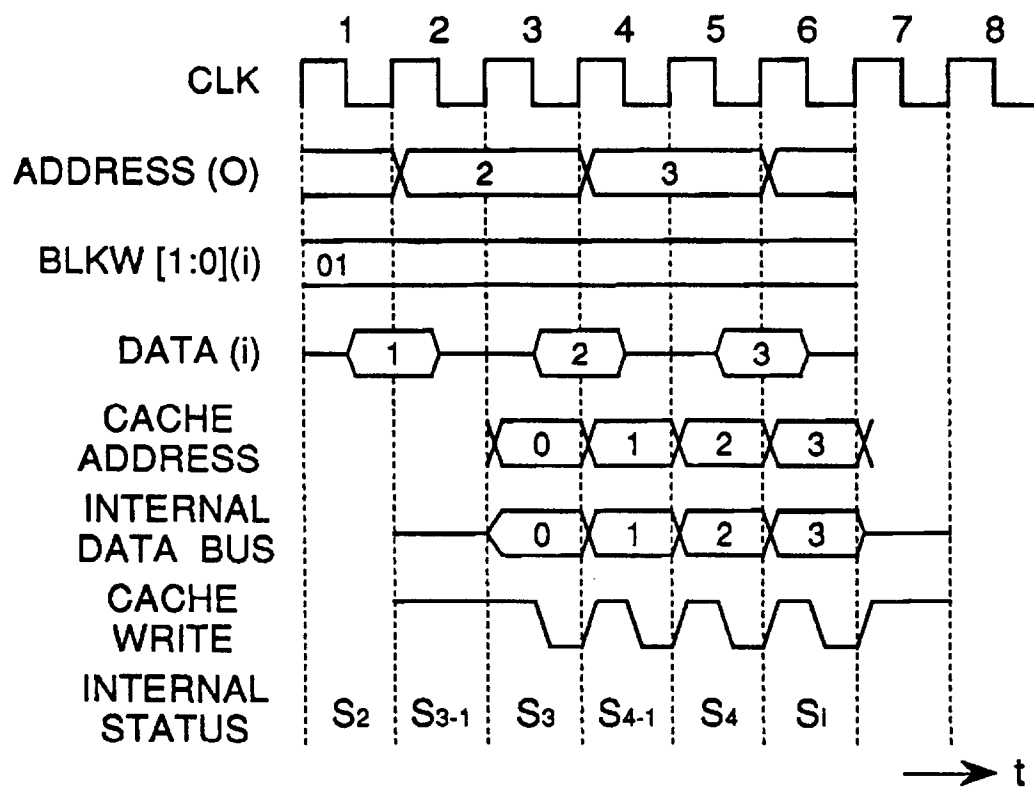 1 2 3 4 5 6 7 8
CLK
ADDRESS (O) 2 3
BLKW [1:0](i) 01
DATA (i) 1 2 3
CACHE
ADDRESS 0 1 2 3
INTERNAL
DATA BUS 0 1 2 3
CACHE
WRITE
INTERNAL
STATUS S2 S3-1 S3 S4-1 S4 Si
t